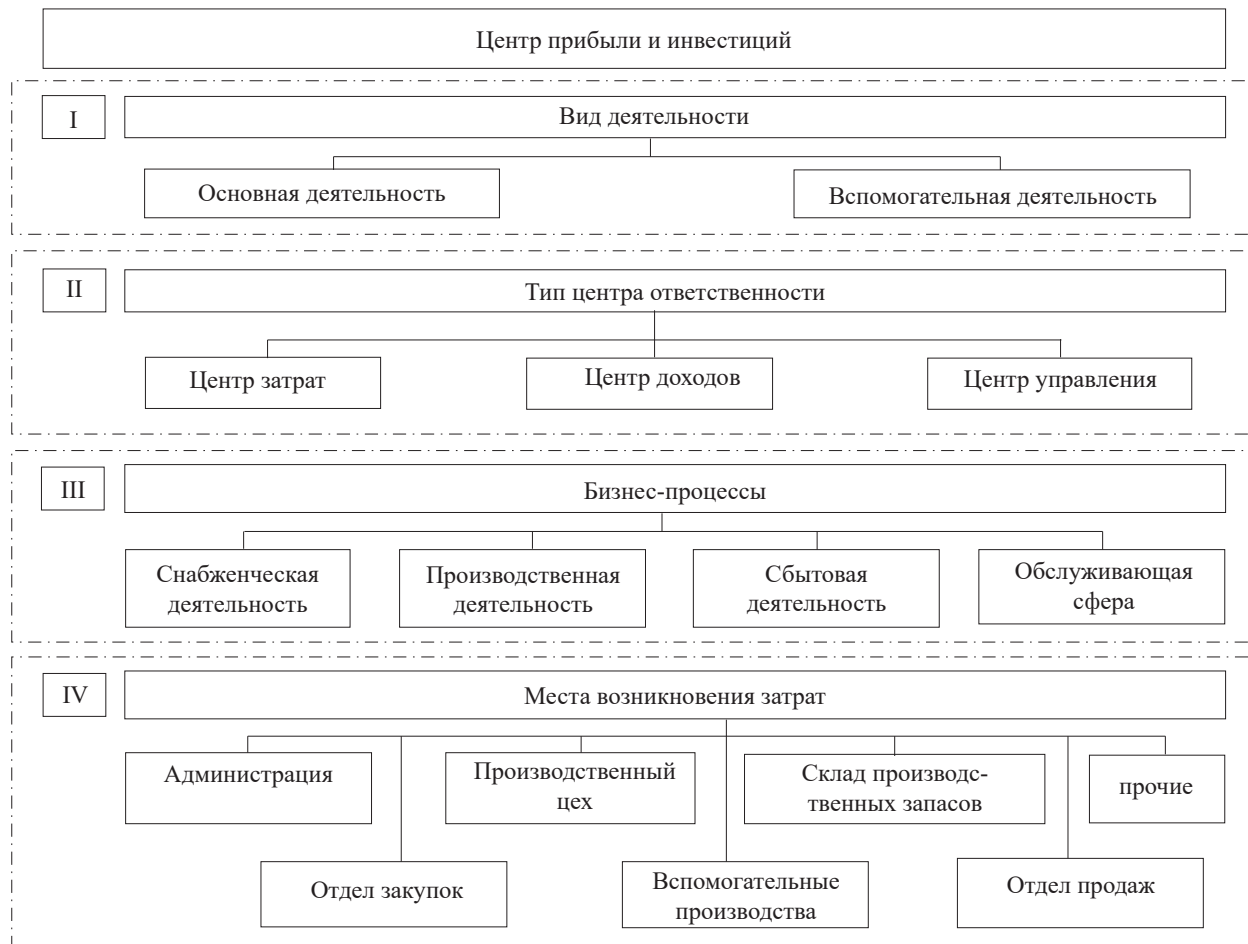 Центр прибыли и инвестиций
I
Вид деятельности
Основная деятельность
Вспомогательная деятельность
II
Тип центра ответственности
Центр затрат
Центр доходов
Центр управления
III
Бизнес-процессы
Снабженческая
деятельность
Производственная
деятельность
Сбытовая
деятельность
Обслуживающая
сфера
IV
Места возникновения затрат
Администрация
Производственный
цех
Склад производс-
твенных запасов
прочие
Отдел закупок
Вспомогательные
производства
Отдел продаж